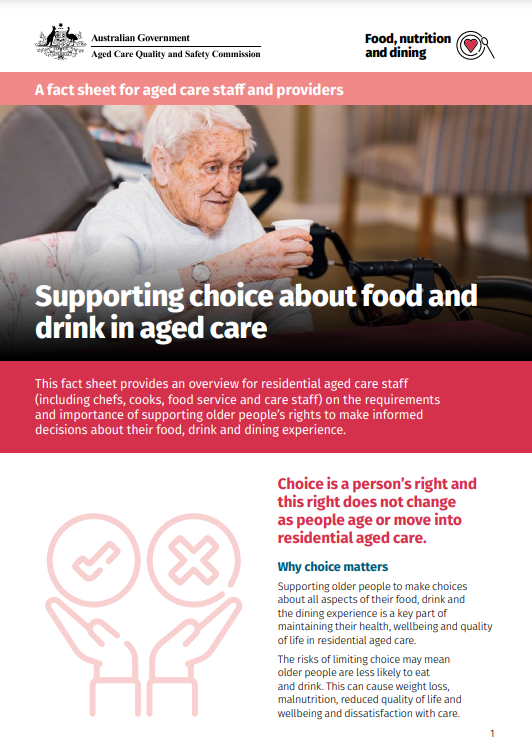 Australian Government
Aged Care Quality and Safety Commission
Food, nutrition
and dining
A fact sheet for aged care staff and providers
Supporting choice about food and
drink in aged care
This fact sheet provides an overview for residential aged care staff
(including chefs, cooks, food service and care staff) on the requirements
and importance of supporting older people’s rights to make informed
decisions about their food, drink and dining experience.
Choice is a person’s right and
this right does not change
as people age or move into
residential aged care.
Why choice matters
Supporting older people to make choices
about all aspects of their food, drink and
the dining experience is a key part of
maintaining their health, wellbeing and quality
of life in residential aged care.
The risks of limiting choice may mean
older people are less likely to eat
and drink. This can cause weight loss,
malnutrition, reduced quality of life and
wellbeing and dissatisfaction with care.
1